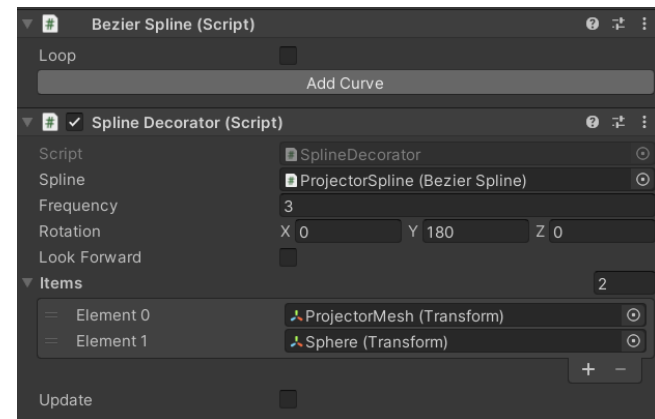 # Bezier Spline (Script)
Loop
Add Curve
# Spline Decorator (Script)
Script SplineDecorator
Spline # ProjectorSpline (Bezier Spline)
Frequency 3
Rotation X 0 Y 180 Z 0
Look Forward
Items 2
Element 0 ProjectorMesh (Transform)
Element 1 Sphere (Transform)
+ −
Update